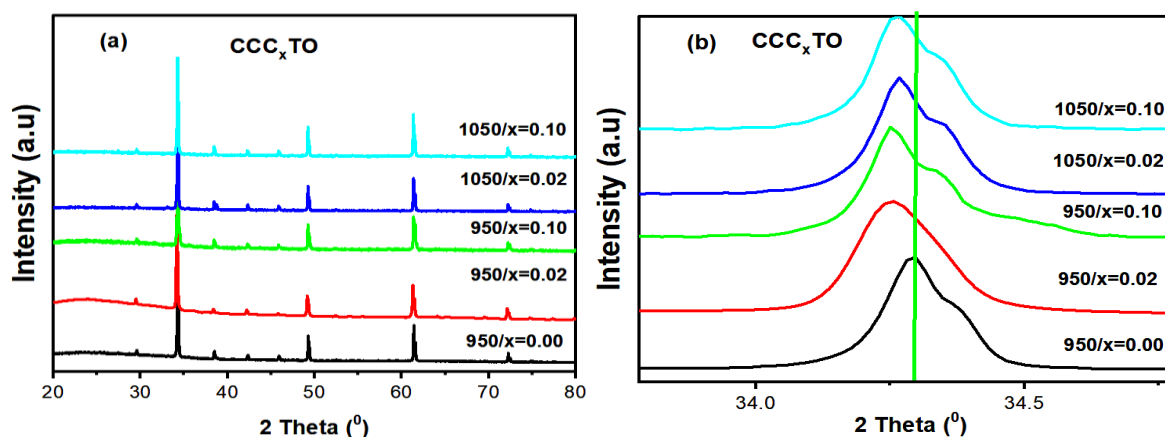 (a)
CCCₓTO
1050/x=0.10
1050/x=0.02
950/x=0.10
950/x=0.02
950/x=0.00
Intensity (a.u)
20 30 40 50 60 70 80
2 Theta (⁰)
(b)
CCCₓTO
1050/x=0.10
1050/x=0.02
950/x=0.10
950/x=0.02
950/x=0.00
Intensity (a.u)
34.0 34.5
2 Theta (⁰)